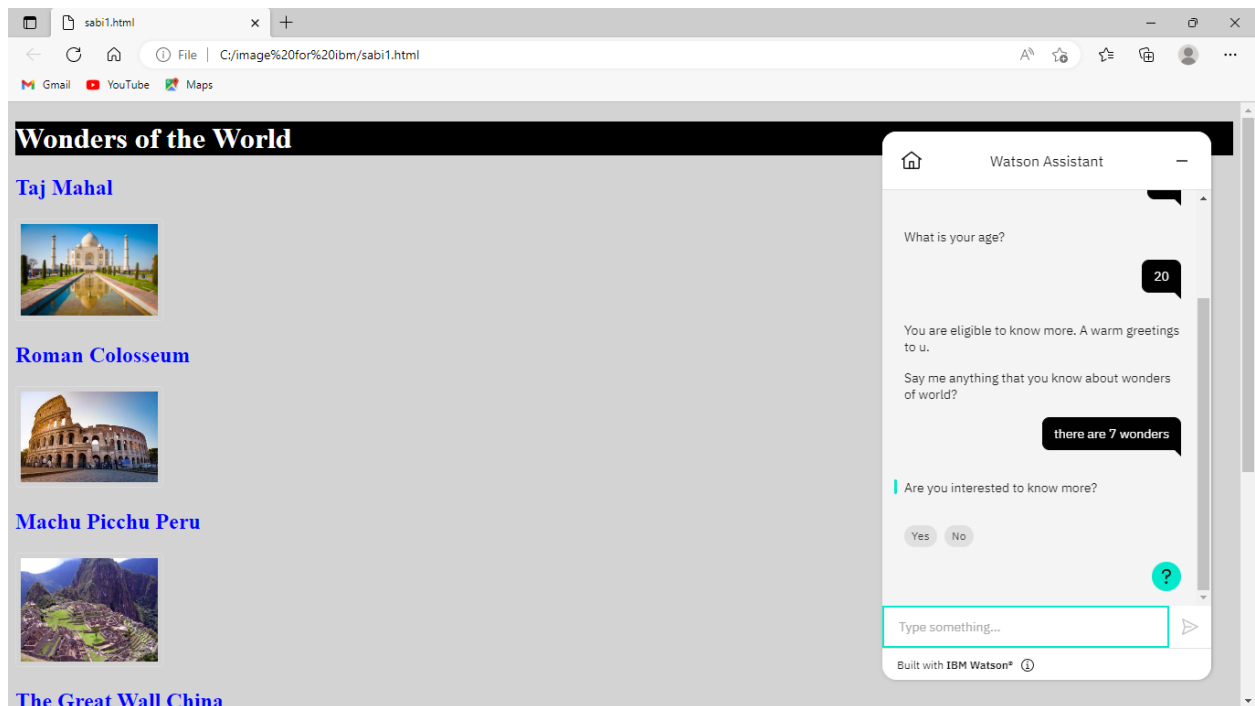 sabi1.html
File
C:/image%20for%20ibm/sabi1.html
Gmail
YouTube
Maps
Wonders of the World
Taj Mahal
Roman Colosseum
Machu Picchu Peru
The Great Wall China
Watson Assistant
What is your age?
20
You are eligible to know more. A warm greetings
to u.
Say me anything that you know about wonders
of world?
there are 7 wonders
Are you interested to know more?
Yes
No
?
Type something...
Built with IBM Watson®